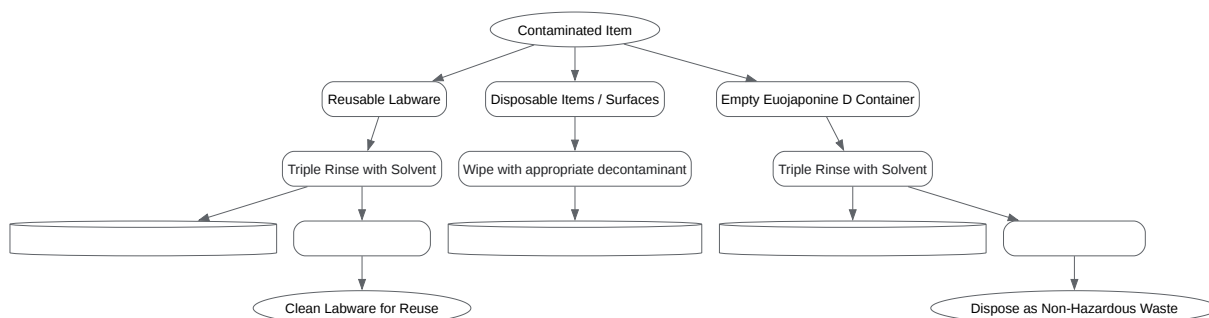 Contaminated Item
Reusable Labware
Disposable Items / Surfaces
Empty Euojaponine D Container
Triple Rinse with Solvent
Wipe with appropriate decontaminant
Triple Rinse with Solvent
Clean Labware for Reuse
Dispose as Non-Hazardous Waste